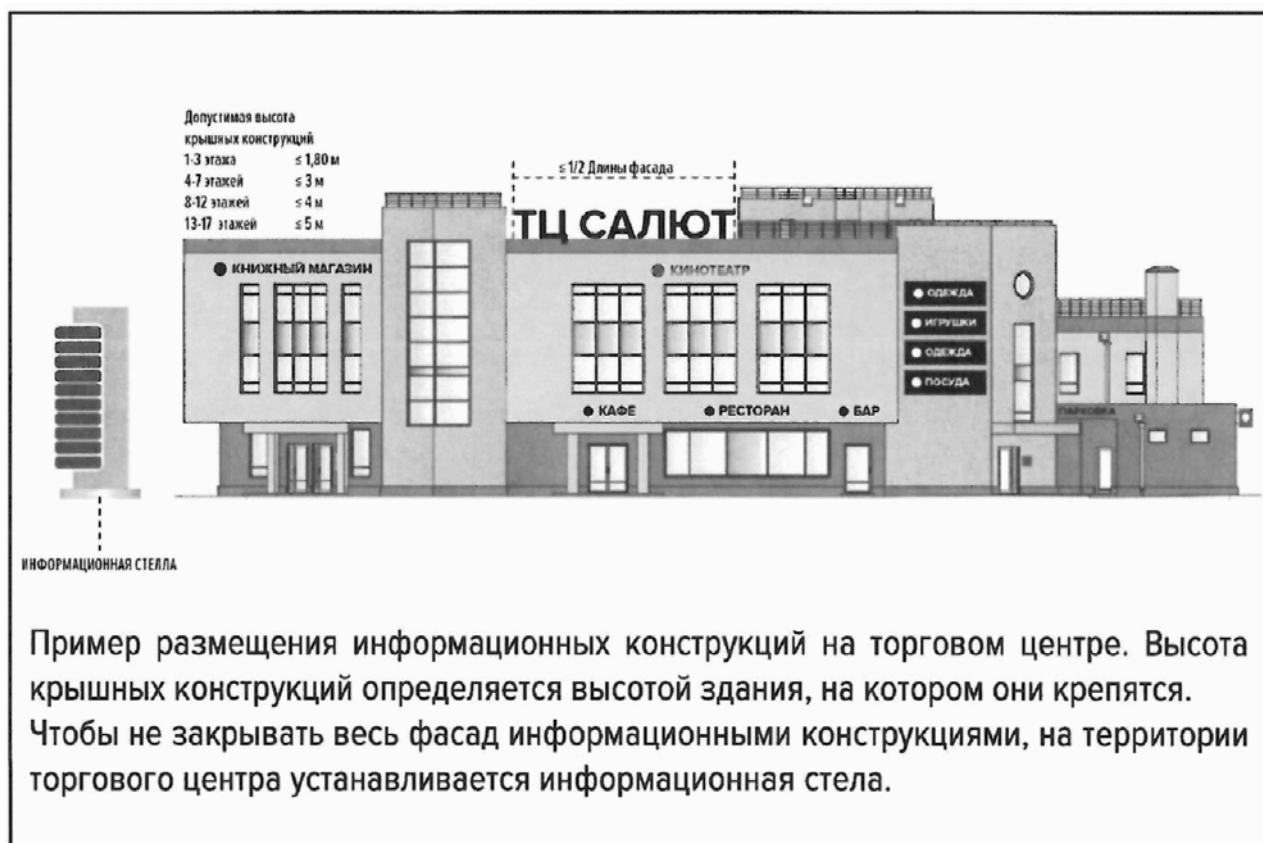 Допустимая высота
крышных конструкций
1-3 этажа ≤ 1,80 м
4-7 этажей ≤ 3 м
8-12 этажей ≤ 4 м
13-17 этажей ≤ 5 м
≤ 1/2 Длины фасада
ТЦ САЛЮТ
КНИЖНЫЙ МАГАЗИН
КИНОТЕАТР
ОДЕЖДА
ИГРУШКИ
ОДЕЖДА
ПОСУДА
КАФЕ
РЕСТОРАН
БАР
ПАРКОВКА
ИНФОРМАЦИОННАЯ СТЕЛЛА
Пример размещения информационных конструкций на торговом центре. Высота
крышных конструкций определяется высотой здания, на котором они крепятся.
Чтобы не закрывать весь фасад информационными конструкциями, на территории
торгового центра устанавливается информационная стела.